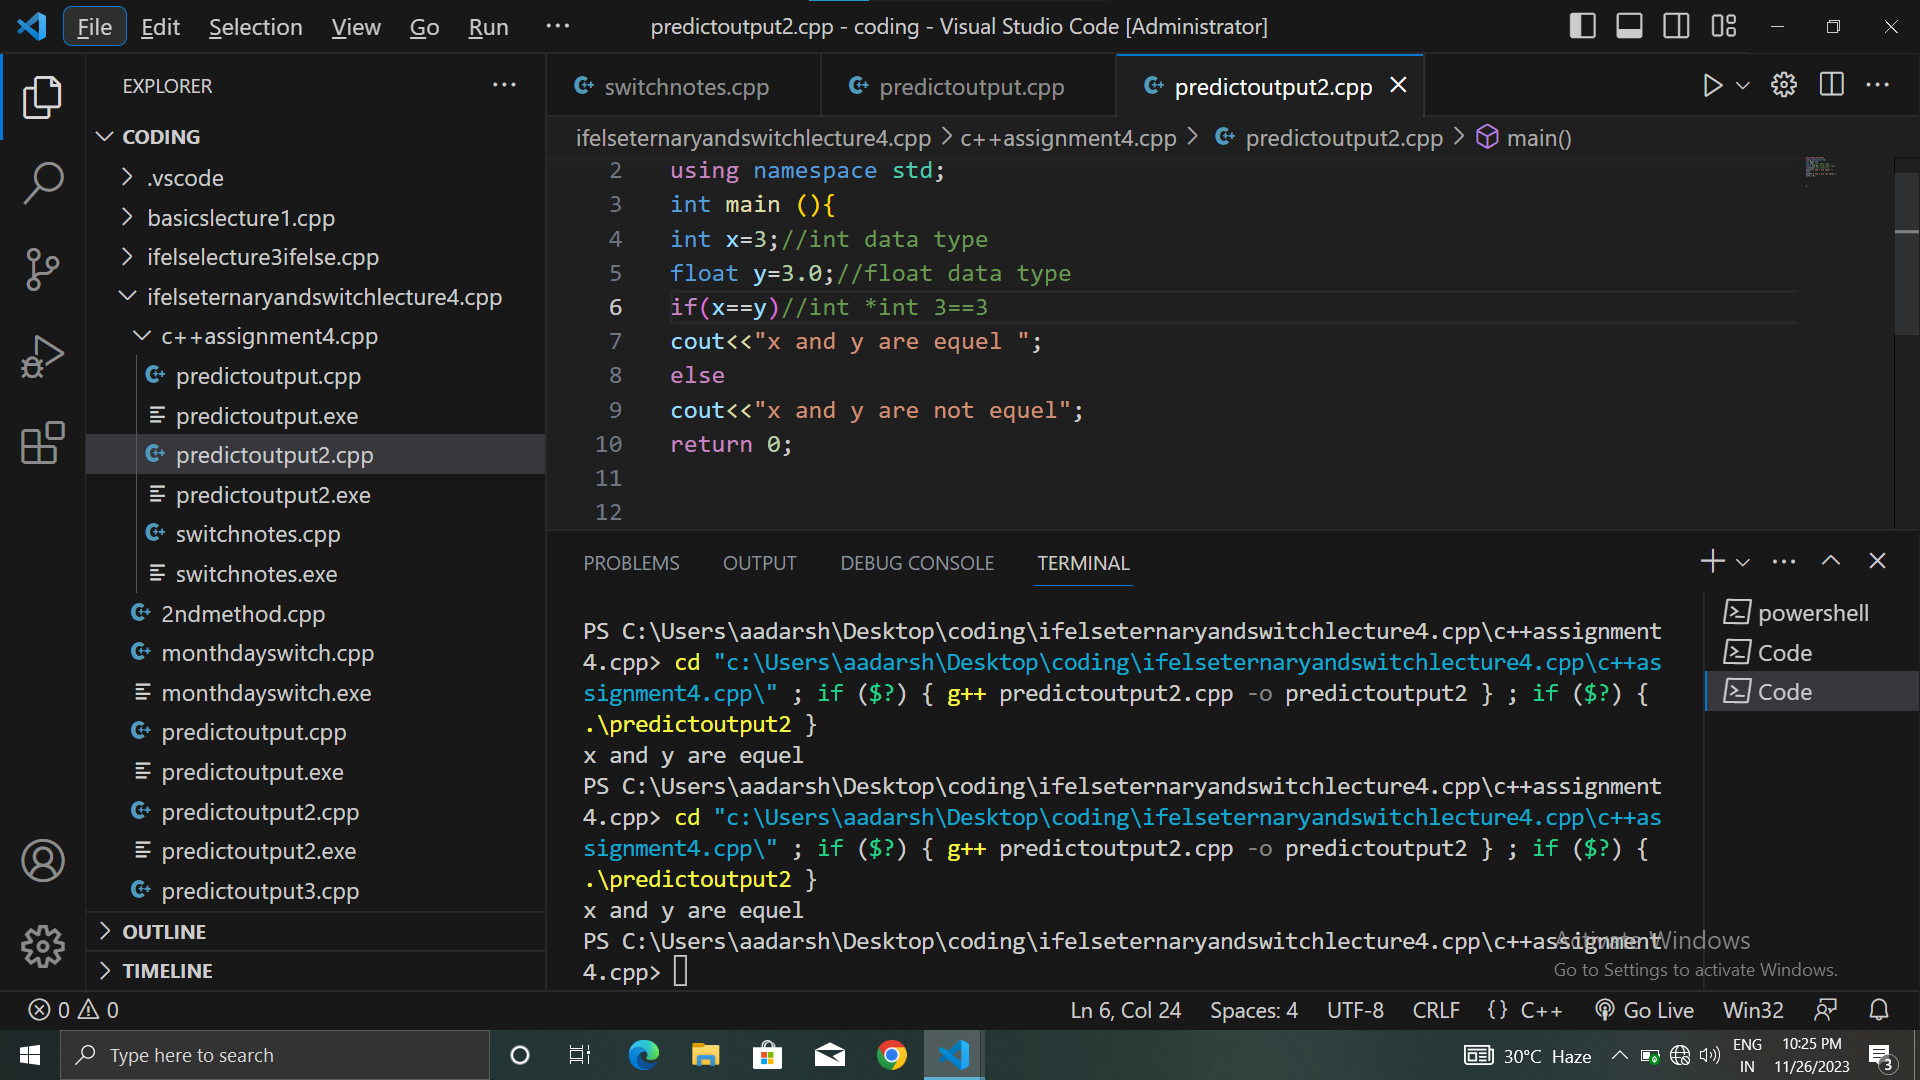 File Edit Selection View Go Run ··· predictoutput2.cpp - coding - Visual Studio Code [Administrator]
EXPLORER ···
CODING
.vscode
basicslecture1.cpp
ifelselecture3ifelse.cpp
ifelseternaryandswitchlecture4.cpp
c++assignment4.cpp
predictoutput.cpp
predictoutput.exe
predictoutput2.cpp
predictoutput2.exe
switchnotes.cpp
switchnotes.exe
2ndmethod.cpp
monthdayswitch.cpp
monthdayswitch.exe
predictoutput.cpp
predictoutput.exe
predictoutput2.cpp
predictoutput2.exe
predictoutput3.cpp
OUTLINE
TIMELINE
switchnotes.cpp predictoutput.cpp predictoutput2.cpp
ifelseternaryandswitchlecture4.cpp > c++assignment4.cpp > predictoutput2.cpp > main()
2 using namespace std;
3 int main (){
4 int x=3;//int data type
5 float y=3.0;//float data type
6 if(x==y)//int *int 3==3
7 cout<<"x and y are equel ";
8 else
9 cout<<"x and y are not equel";
10 return 0;
11
12
PROBLEMS OUTPUT DEBUG CONSOLE TERMINAL
PS C:\Users\aadarsh\Desktop\coding\ifelseternaryandswitchlecture4.cpp\c++assignment
4.cpp> cd "c:\Users\aadarsh\Desktop\coding\ifelseternaryandswitchlecture4.cpp\c++as
signment4.cpp\" ; if ($?) { g++ predictoutput2.cpp -o predictoutput2 } ; if ($?) {
.\predictoutput2 }
x and y are equel
PS C:\Users\aadarsh\Desktop\coding\ifelseternaryandswitchlecture4.cpp\c++assignment
4.cpp> cd "c:\Users\aadarsh\Desktop\coding\ifelseternaryandswitchlecture4.cpp\c++as
signment4.cpp\" ; if ($?) { g++ predictoutput2.cpp -o predictoutput2 } ; if ($?) {
.\predictoutput2 }
x and y are equel
PS C:\Users\aadarsh\Desktop\coding\ifelseternaryandswitchlecture4.cpp\c++assignment
4.cpp>
powershell
Code
Code
Activate Windows
Go to Settings to activate Windows.
0 0 Ln 6, Col 24 Spaces: 4 UTF-8 CRLF {} C++ Go Live Win32
Type here to search 30°C Haze ENG IN 10:25 PM 11/26/2023 3